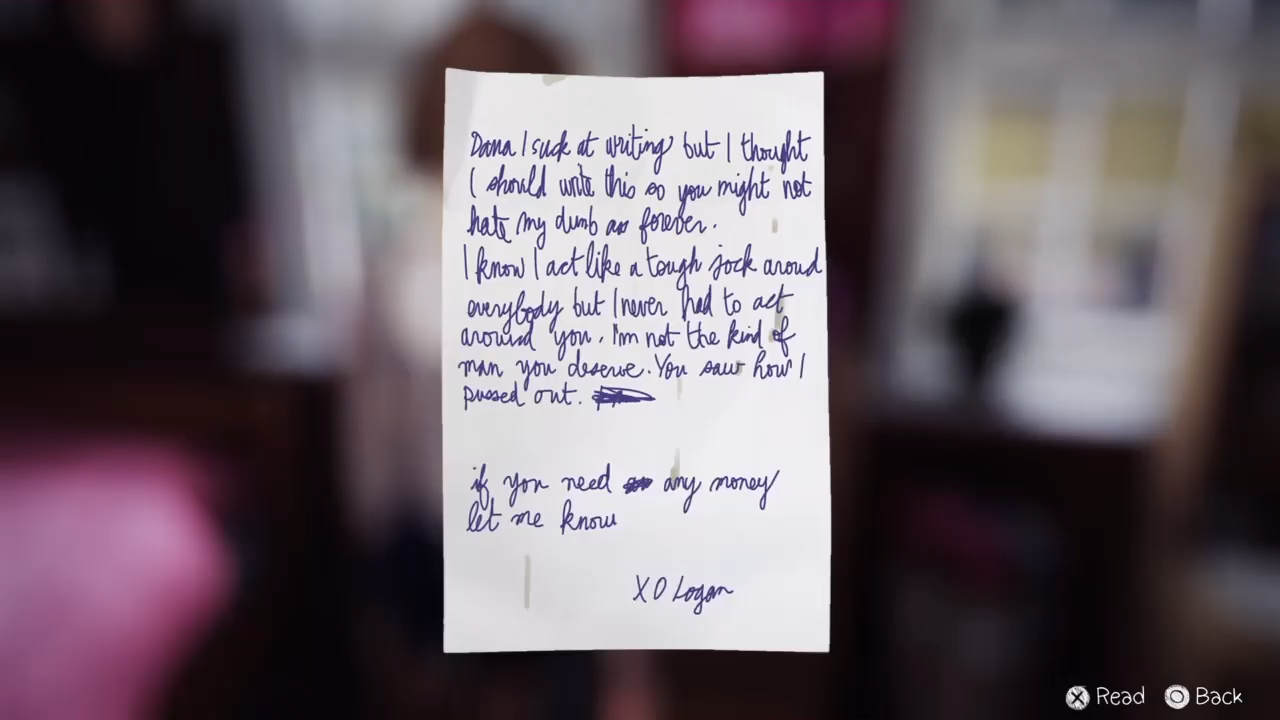 Dana I suck at writing but I thought
I should write this so you might not
hate my dumb ass forever.
I know I act like a tough jock aroud
everybody but I never had to act
around you. I'm not the kind of
man you deserve. You saw how I
pussed out.
if you need any money
let me know
XO Logan
Read Back